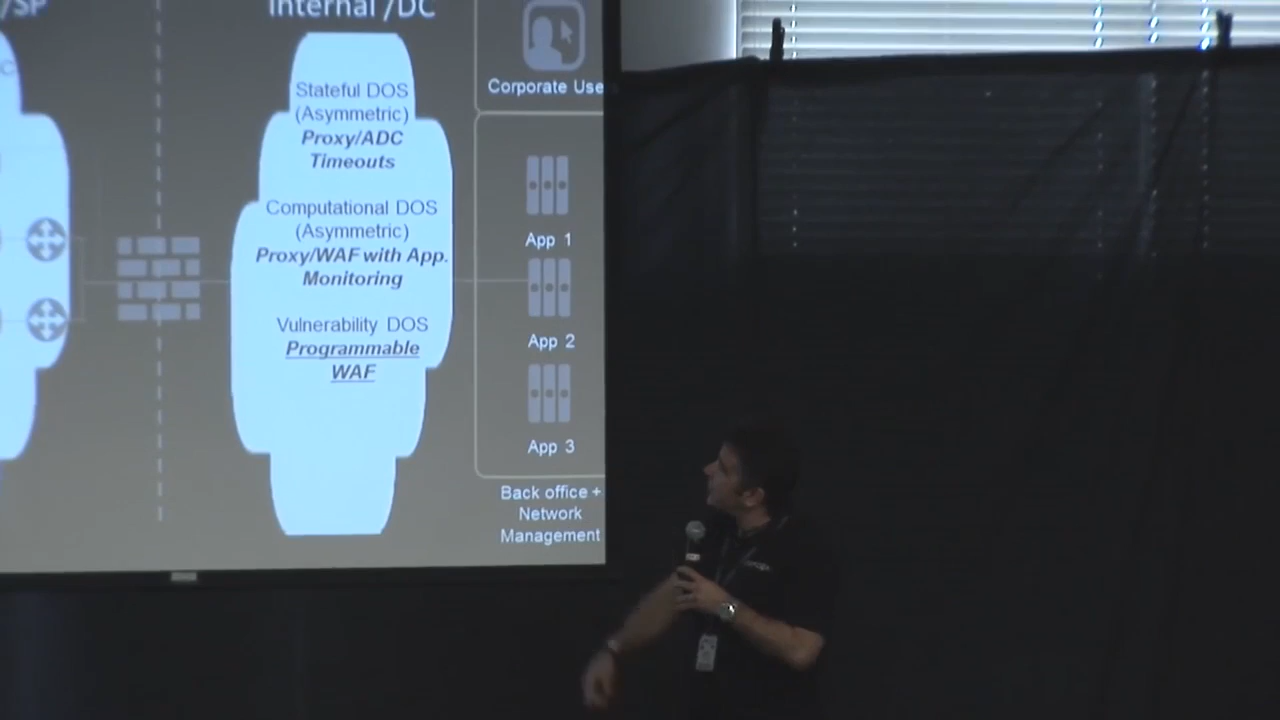 /SP
Internal /DC
Stateful DOS
(Asymmetric)
Proxy/ADC
Timeouts
Computational DOS
(Asymmetric)
Proxy/WAF with App.
Monitoring
Vulnerability DOS
Programmable
WAF
Corporate Use
App 1
App 2
App 3
Back office +
Network
Management